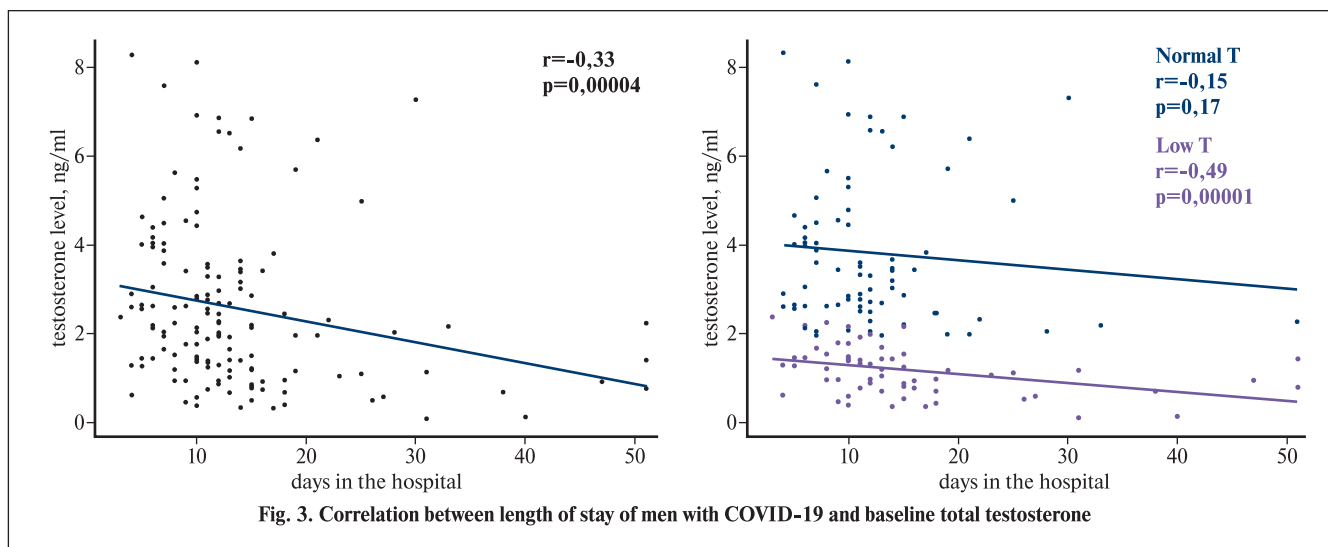 r=-0,33
p=0,00004
testosterone level, ng/ml
8
6
4
2
0
10
20
30
40
50
days in the hospital
Normal T
r=-0,15
p=0,17
Low T
r=-0,49
p=0,00001
testosterone level, ng/ml
8
6
4
2
0
10
20
30
40
50
days in the hospital
Fig. 3. Correlation between length of stay of men with COVID-19 and baseline total testosterone